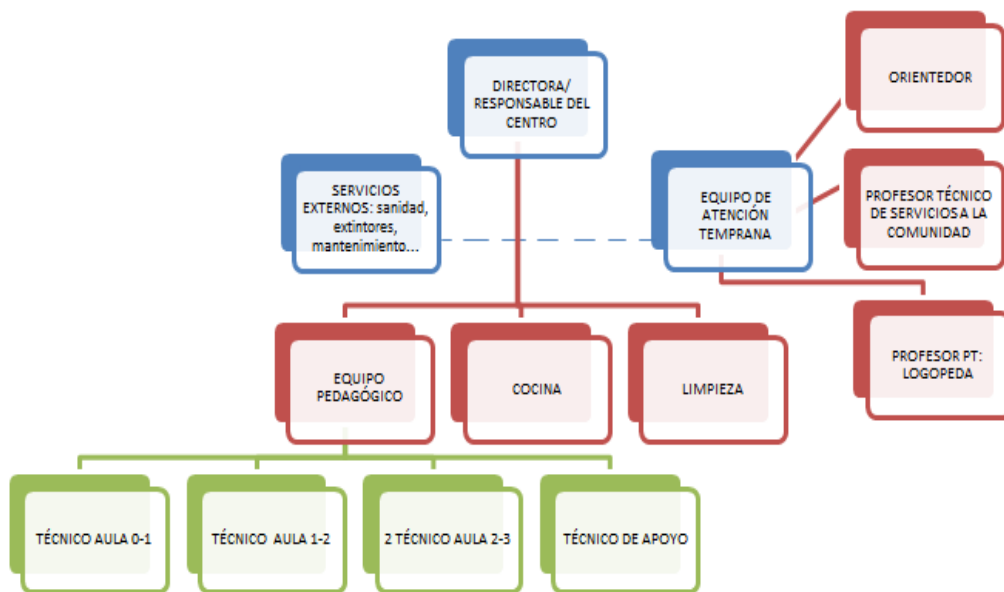 DIRECTORA/
RESPONSABLE DEL
CENTRO
ORIENTEDOR
SERVICIOS
EXTERNOS: sanidad,
extintores,
mantenimiento...
EQUIPO DE
ATENCIÓN
TEMPRANA
PROFESOR TÉCNICO
DE SERVICIOS A LA
COMUNIDAD
EQUIPO
PEDAGÓGICO
COCINA
LIMPIEZA
PROFESOR PT:
LOGOPEDA
TÉCNICO AULA 0-1
TÉCNICO AULA 1-2
2 TÉCNICO AULA 2-3
TÉCNICO DE APOYO